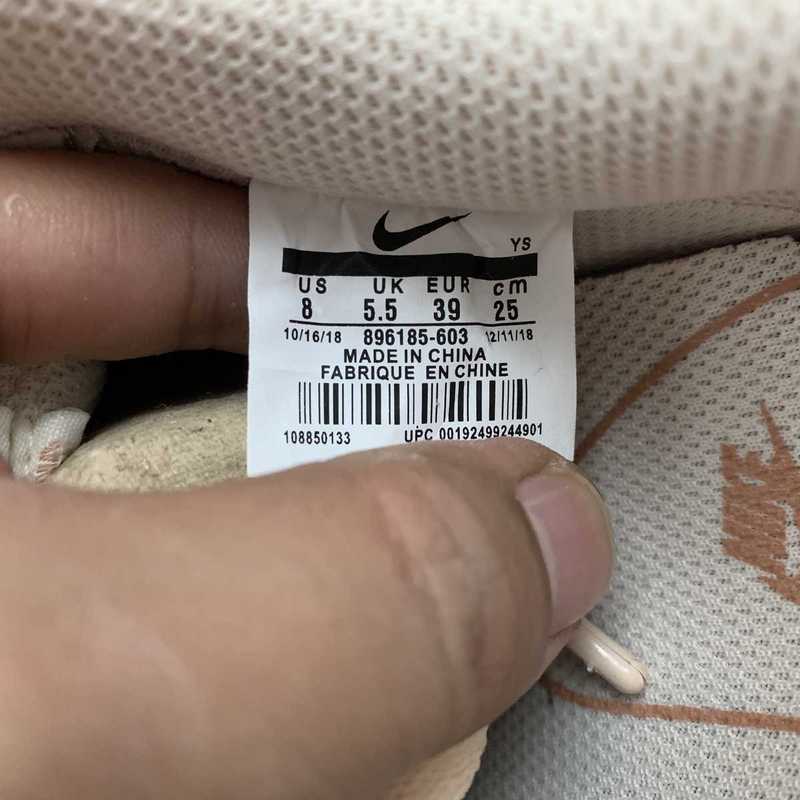 YS
US UK EUR cm
8 5.5 39 25
10/16/18 896185-603 12/11/18
MADE IN CHINA
FABRIQUE EN CHINE
108850133 UPC 00192499244901
NIKE